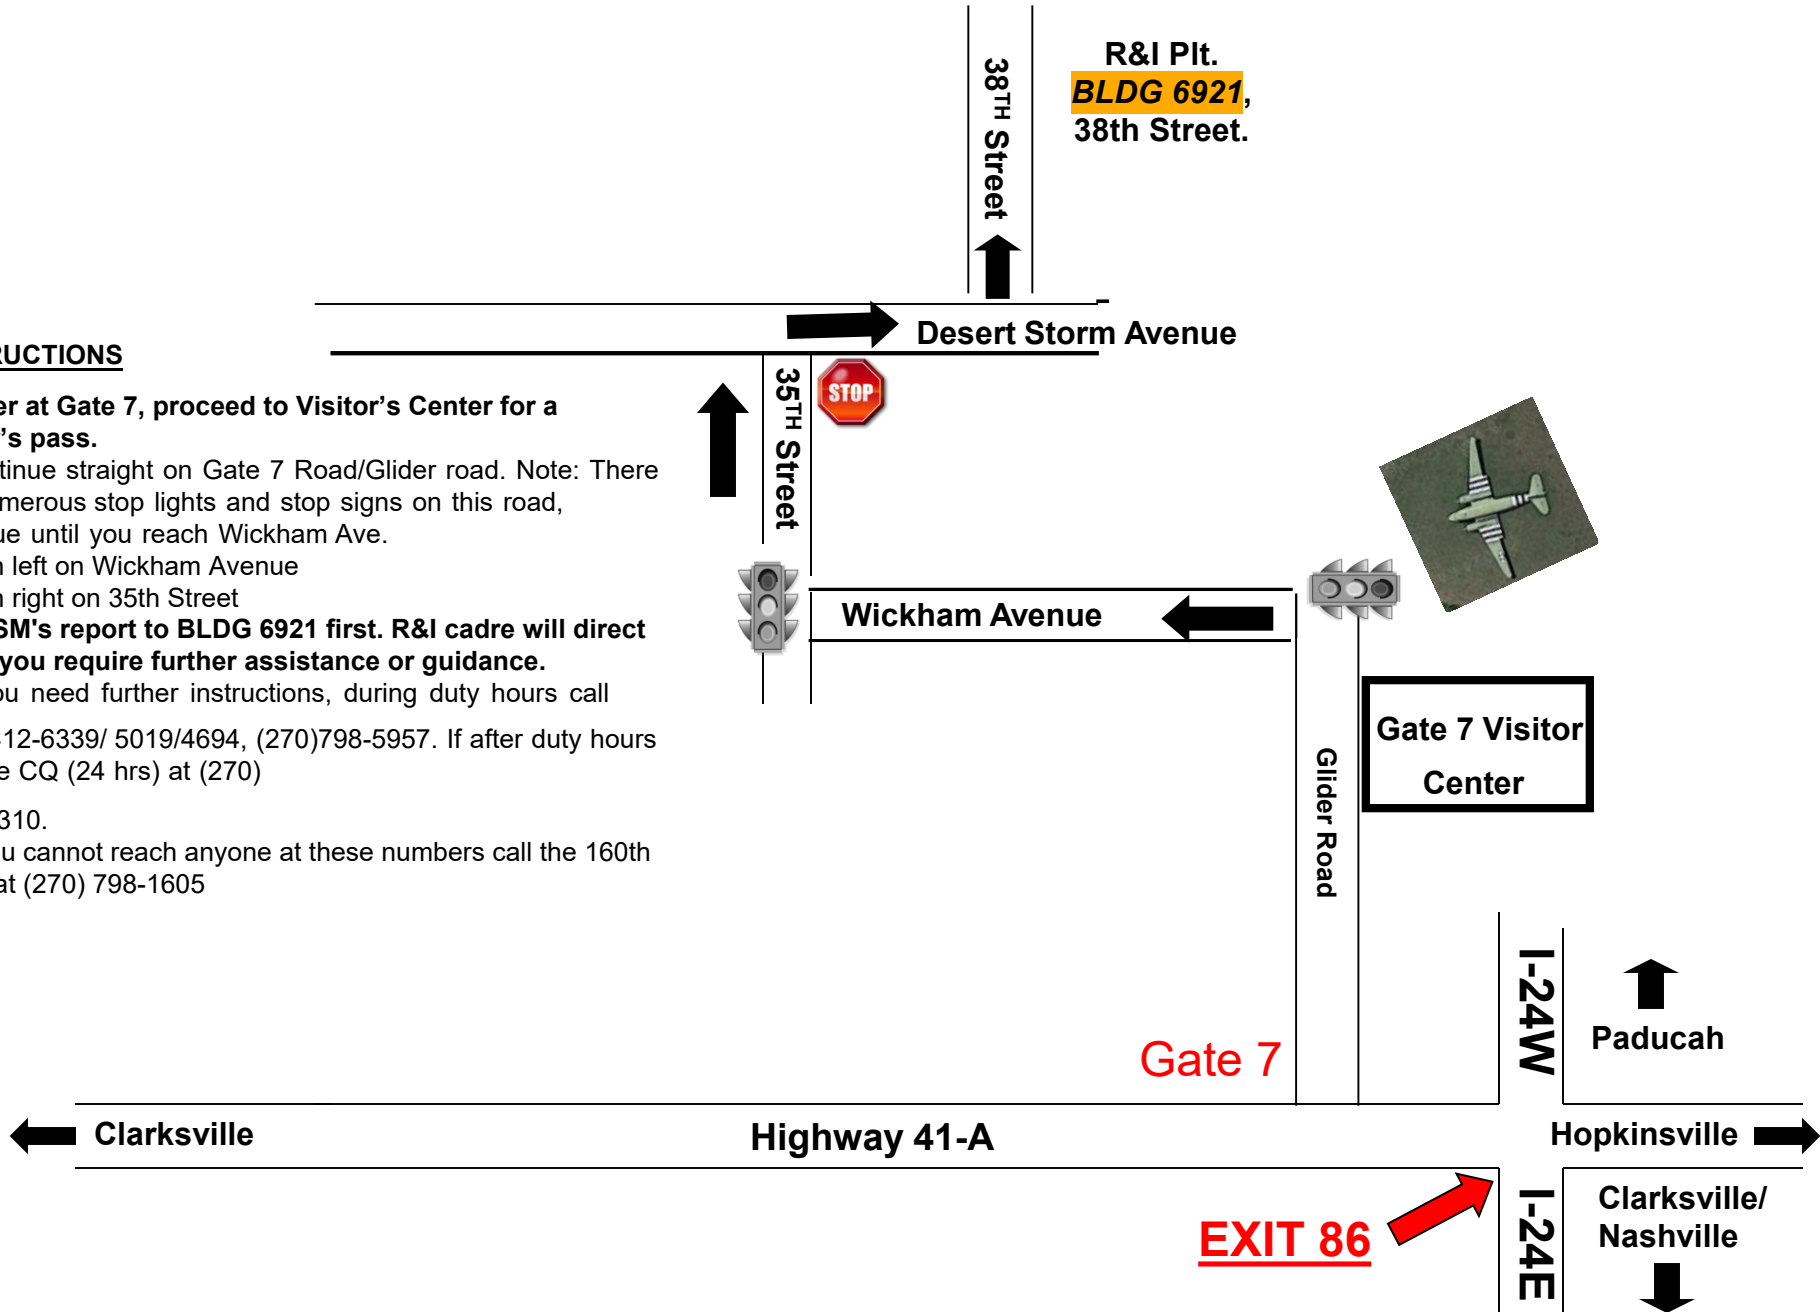 R&I Plt.
BLDG 6921,
38th Street.
38TH Street
Desert Storm Avenue
RUCTIONS
er at Gate 7, proceed to Visitor’s Center for a
’s pass.
tinue straight on Gate 7 Road/Glider road. Note: There
merous stop lights and stop signs on this road,
ue until you reach Wickham Ave.
n left on Wickham Avenue
n right on 35th Street
SM's report to BLDG 6921 first. R&I cadre will direct
you require further assistance or guidance.
ou need further instructions, during duty hours call
12-6339/ 5019/4694, (270)798-5957. If after duty hours
e CQ (24 hrs) at (270)
310.
ou cannot reach anyone at these numbers call the 160th
at (270) 798-1605
35TH Street
STOP
Wickham Avenue
Gate 7 Visitor
Center
Glider Road
Gate 7
I-24W
Paducah
Clarksville
Highway 41-A
Hopkinsville
EXIT 86
I-24E
Clarksville/
Nashville